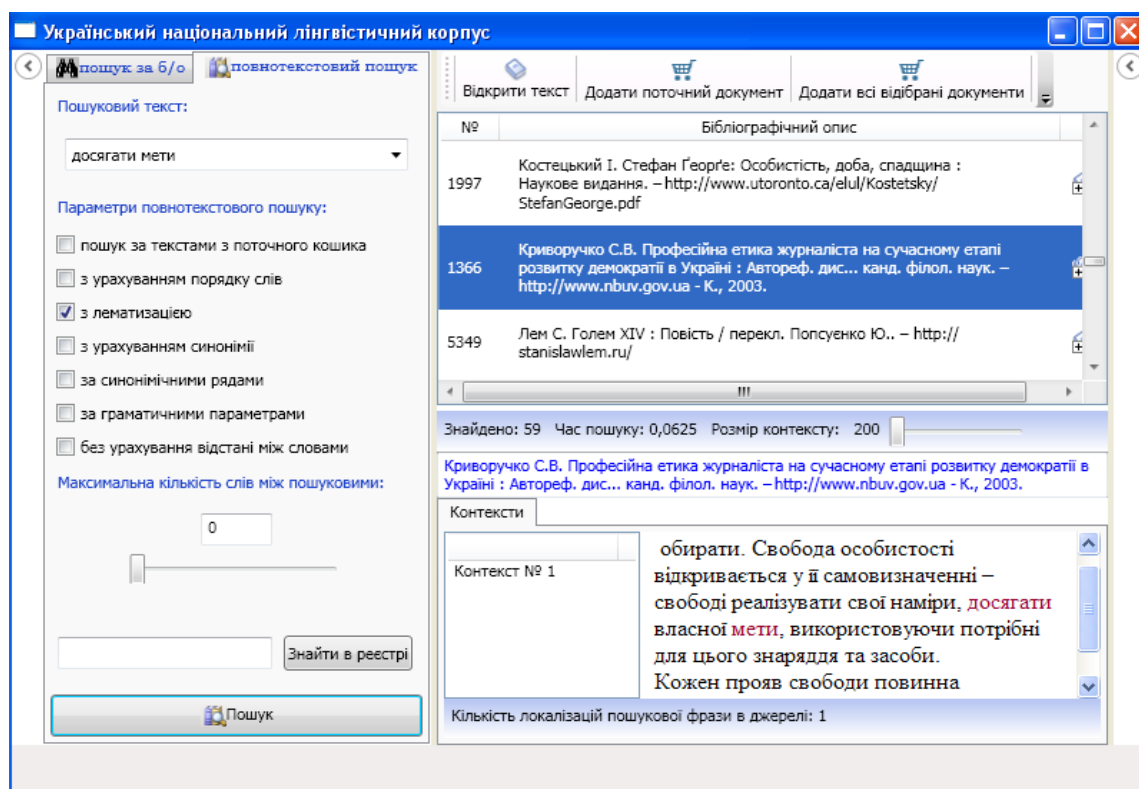 Український національний лінгвістичний корпус
пошук за б/о
повнотекстовий пошук
Пошуковий текст:
досягати мети
Параметри повнотекстового пошуку:
пошук за текстами з поточного кошика
з урахуванням порядку слів
з лематизацією
з урахуванням синонімії
за синонімічними рядами
за граматичними параметрами
без урахування відстані між словами
Максимальна кількість слів між пошуковими:
0
Знайти в реєстрі
Пошук
Відкрити текст
Додати поточний документ
Додати всі відібрані документи
№
Бібліографічний опис
1997
Костецький І. Стефан Ґеорґе: Особистість, доба, спадщина :
Наукове видання. – http://www.utoronto.ca/elul/Kostetsky/
StefanGeorge.pdf
1366
Криворучко С.В. Професійна етика журналіста на сучасному етапі
розвитку демократії в Україні : Автореф. дис... канд. філол. наук. –
http://www.nbuv.gov.ua - К., 2003.
5349
Лем С. Голем XIV : Повість / перекл. Попсуенко Ю.. – http://
stanislawlem.ru/
Знайдено: 59 Час пошуку: 0,0625 Розмір контексту: 200
Криворучко С.В. Професійна етика журналіста на сучасному етапі розвитку демократії в
Україні : Автореф. дис... канд. філол. наук. – http://www.nbuv.gov.ua - К., 2003.
Контексти
Контекст № 1
обирати. Свобода особистості
відкривається у її самовизначенні –
свободі реалізувати свої наміри, досягати
власної мети, використовуючи потрібні
для цього знаряддя та засоби.
Кожен прояв свободи повинна
Кількість локалізацій пошукової фрази в джерелі: 1